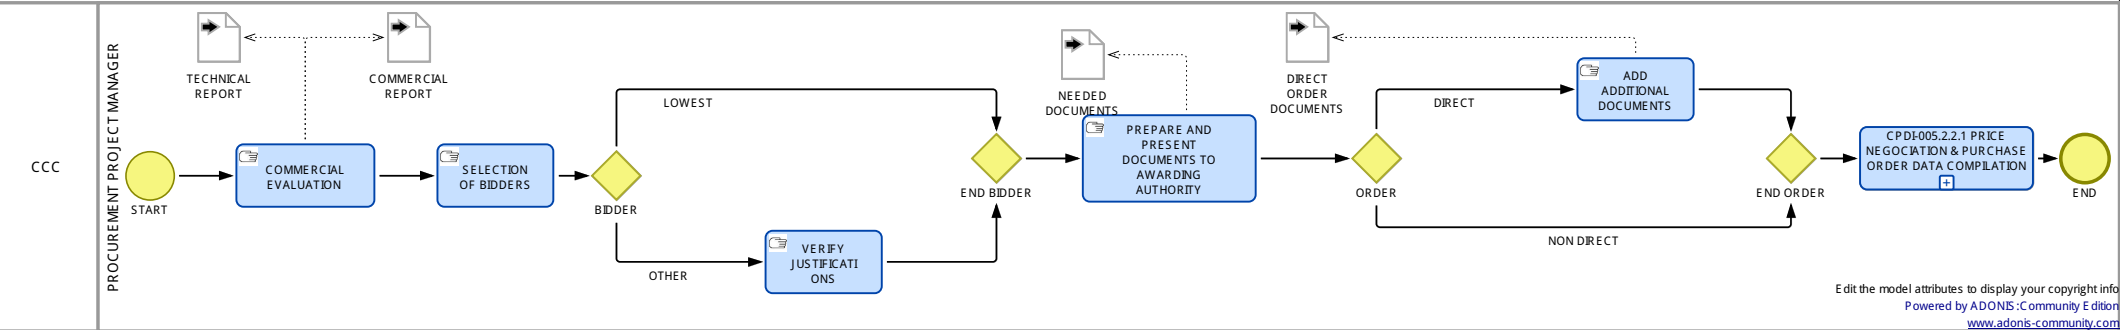 CCC
PROCUREMENT PROJECT MANAGER
START
TECHNICAL
REPORT
COMMERCIAL
REPORT
COMMERCIAL
EVALUATION
SELECTION
OF BIDDERS
BIDDER
LOWEST
OTHER
VERIFY
JUSTIFICATI
ONS
END BIDDER
NEEDED
DOCUMENTS
PREPARE AND
PRESENT
DOCUMENTS TO
AWARDING
AUTHORITY
DIRECT
ORDER
DOCUMENTS
ORDER
DIRECT
NON DIRECT
ADD
ADDITIONAL
DOCUMENTS
END ORDER
CPDI-005.2.2.1 PRICE
NEGOCIATION & PURCHASE
ORDER DATA COMPILATION
END
Edit the model attributes to display your copyright info
Powered by ADONIS:Community Edition
www.adonis-community.com